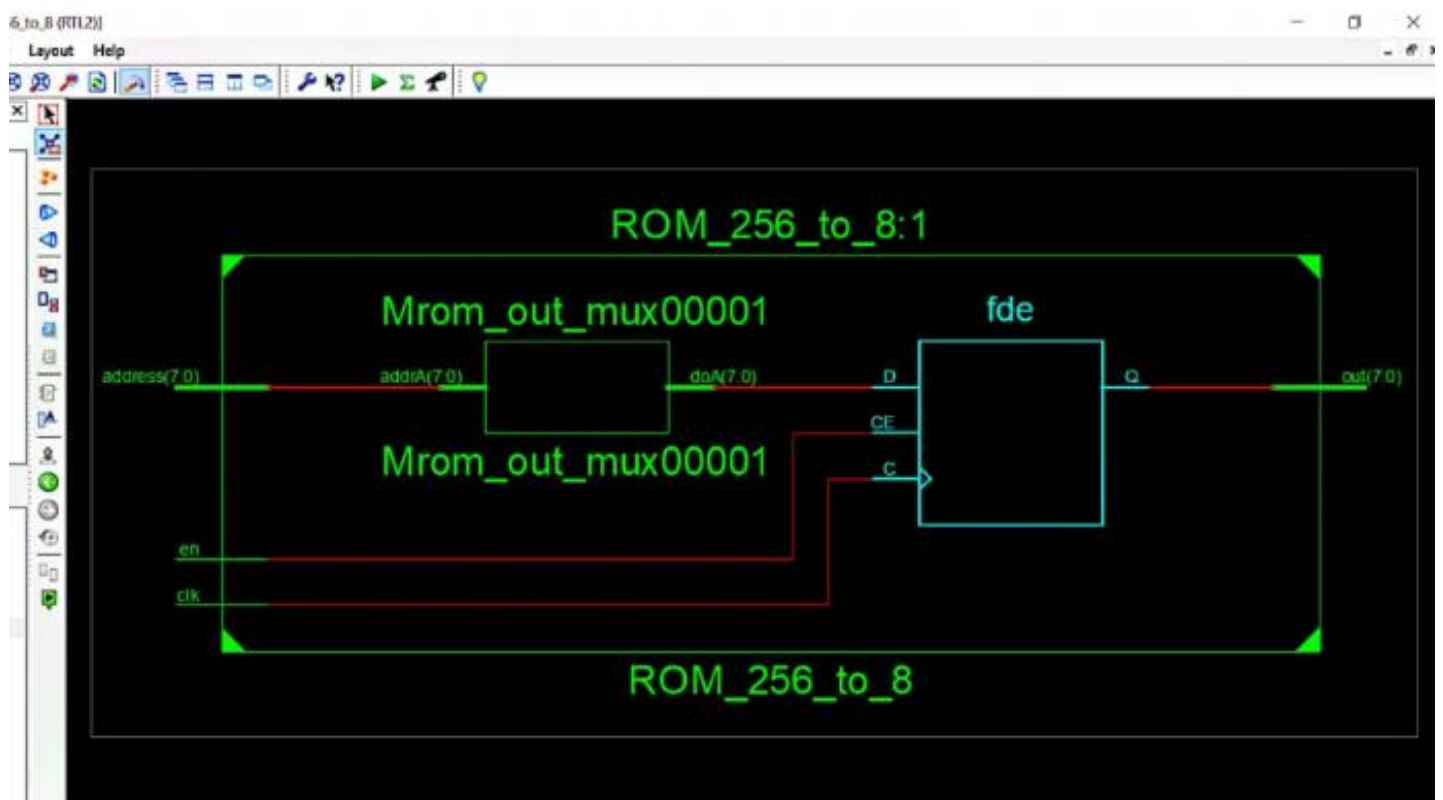 6_to_8 (RTL2)]
Layout Help
ROM_256_to_8:1
Mrom_out_mux00001
fde
address(7:0)
addrA(7:0)
doA(7:0)
D
Q
out(7:0)
CE
Mrom_out_mux00001
C
en
clk
ROM_256_to_8